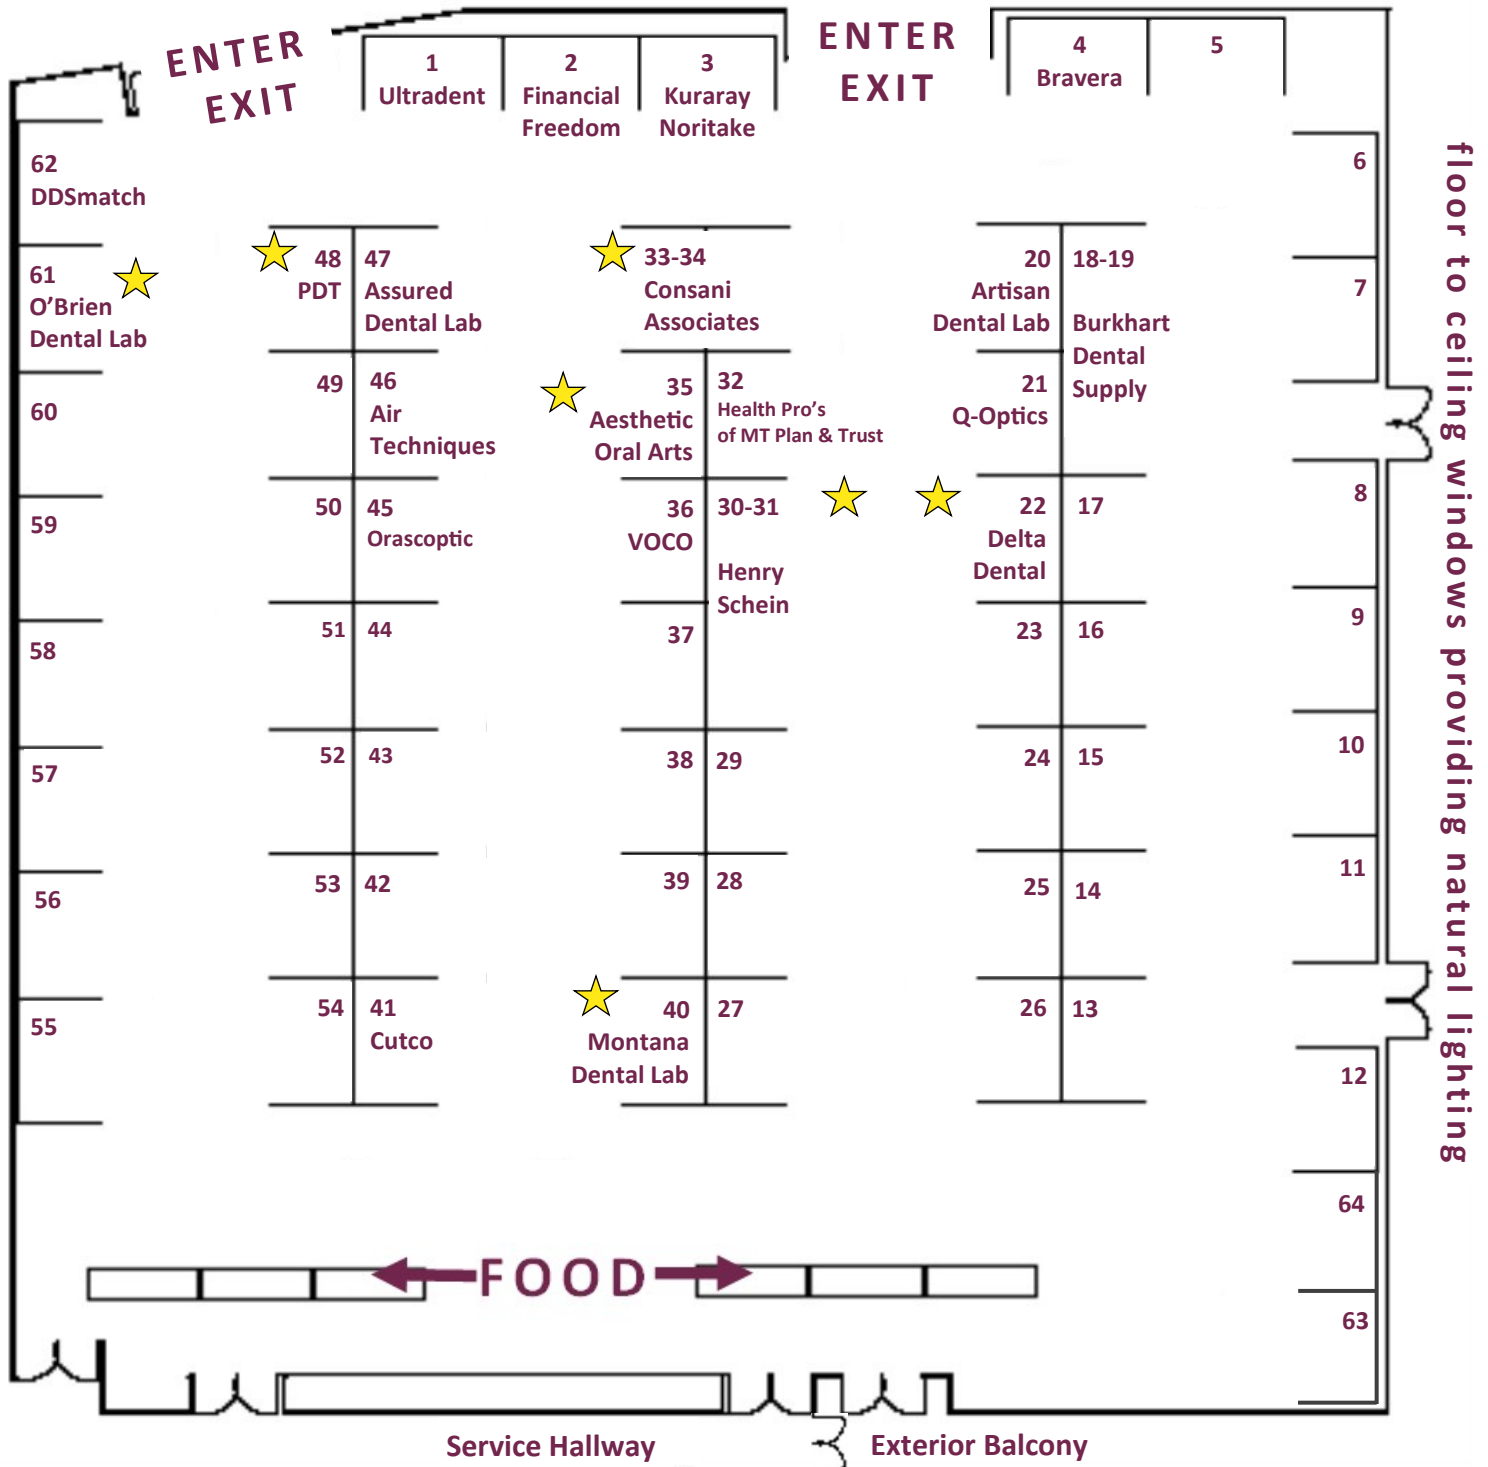 ENTER
EXIT
1
Ultradent
2
Financial
Freedom
3
Kuraray
Noritake
ENTER
EXIT
4
Bravera
5
62
DDSmatch
61
O’Brien
Dental Lab
60
59
58
57
56
55
48
PDT
49
50
51
52
53
54
47
Assured
Dental Lab
46
Air
Techniques
45
Orascoptic
44
43
42
41
Cutco
33-34
Consani
Associates
35
Aesthetic
Oral Arts
36
VOCO
37
38
39
40
Montana
Dental Lab
32
Health Pro’s
of MT Plan & Trust
30-31
Henry
Schein
29
28
27
20
Artisan
Dental Lab
21
Q-Optics
22
Delta
Dental
23
24
25
26
18-19
Burkhart
Dental
Supply
17
16
15
14
13
6
7
8
9
10
11
12
64
63
floor to ceiling windows providing natural lighting
FOOD
Service Hallway
Exterior Balcony